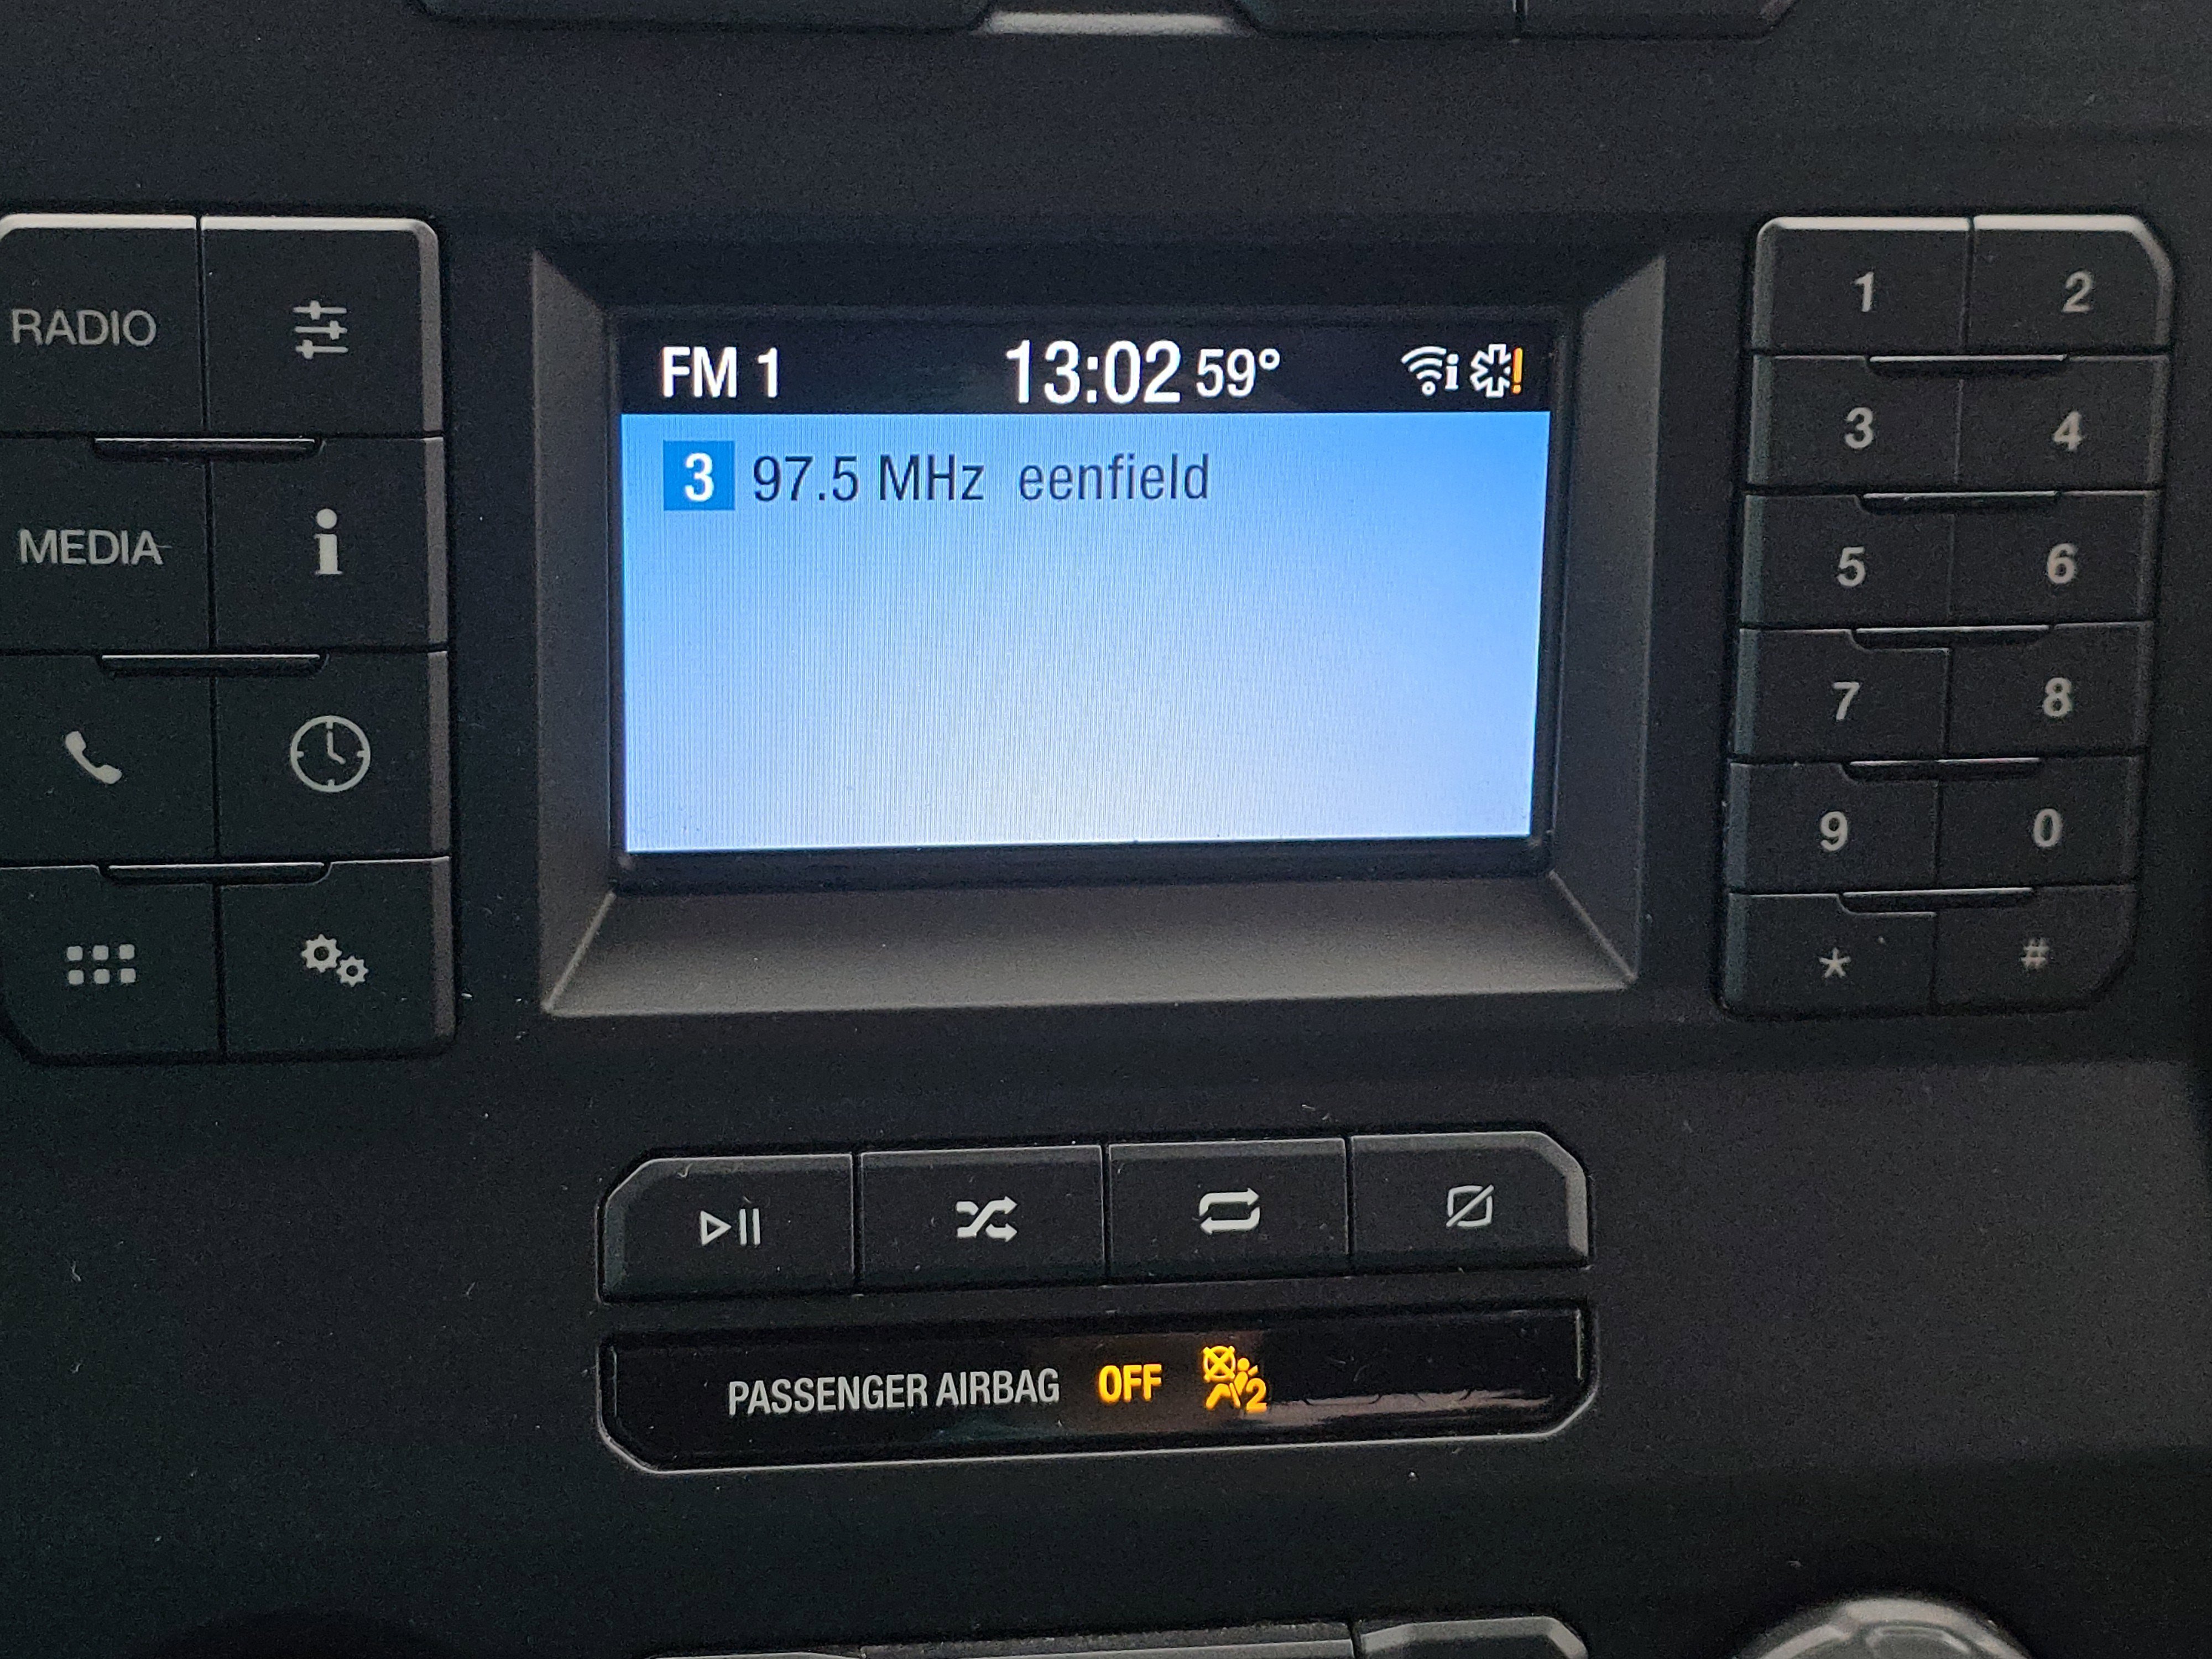 FM 1 13:02 59°
3 97.5 MHz eenfield
RADIO
MEDIA
1 2
3 4
5 6
7 8
9 0
* #
PASSENGER AIRBAG OFF 2